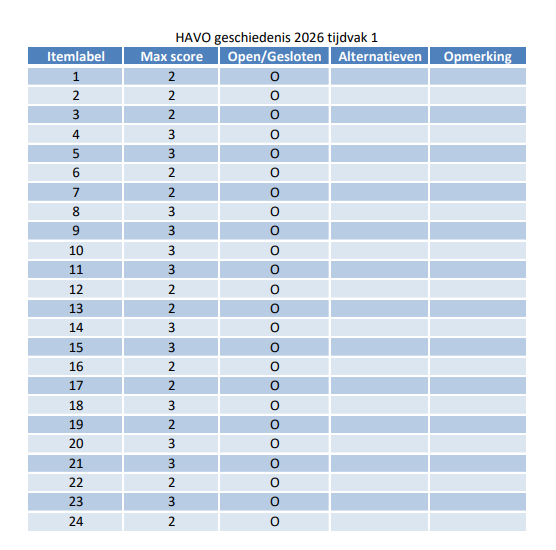 HAVO geschiedenis 2026 tijdvak 1
Itemlabel Max score Open/Gesloten Alternatieven Opmerking
1 2 O
2 2 O
3 2 O
4 3 O
5 3 O
6 2 O
7 2 O
8 3 O
9 3 O
10 3 O
11 3 O
12 2 O
13 2 O
14 3 O
15 3 O
16 2 O
17 2 O
18 3 O
19 2 O
20 3 O
21 3 O
22 2 O
23 3 O
24 2 O